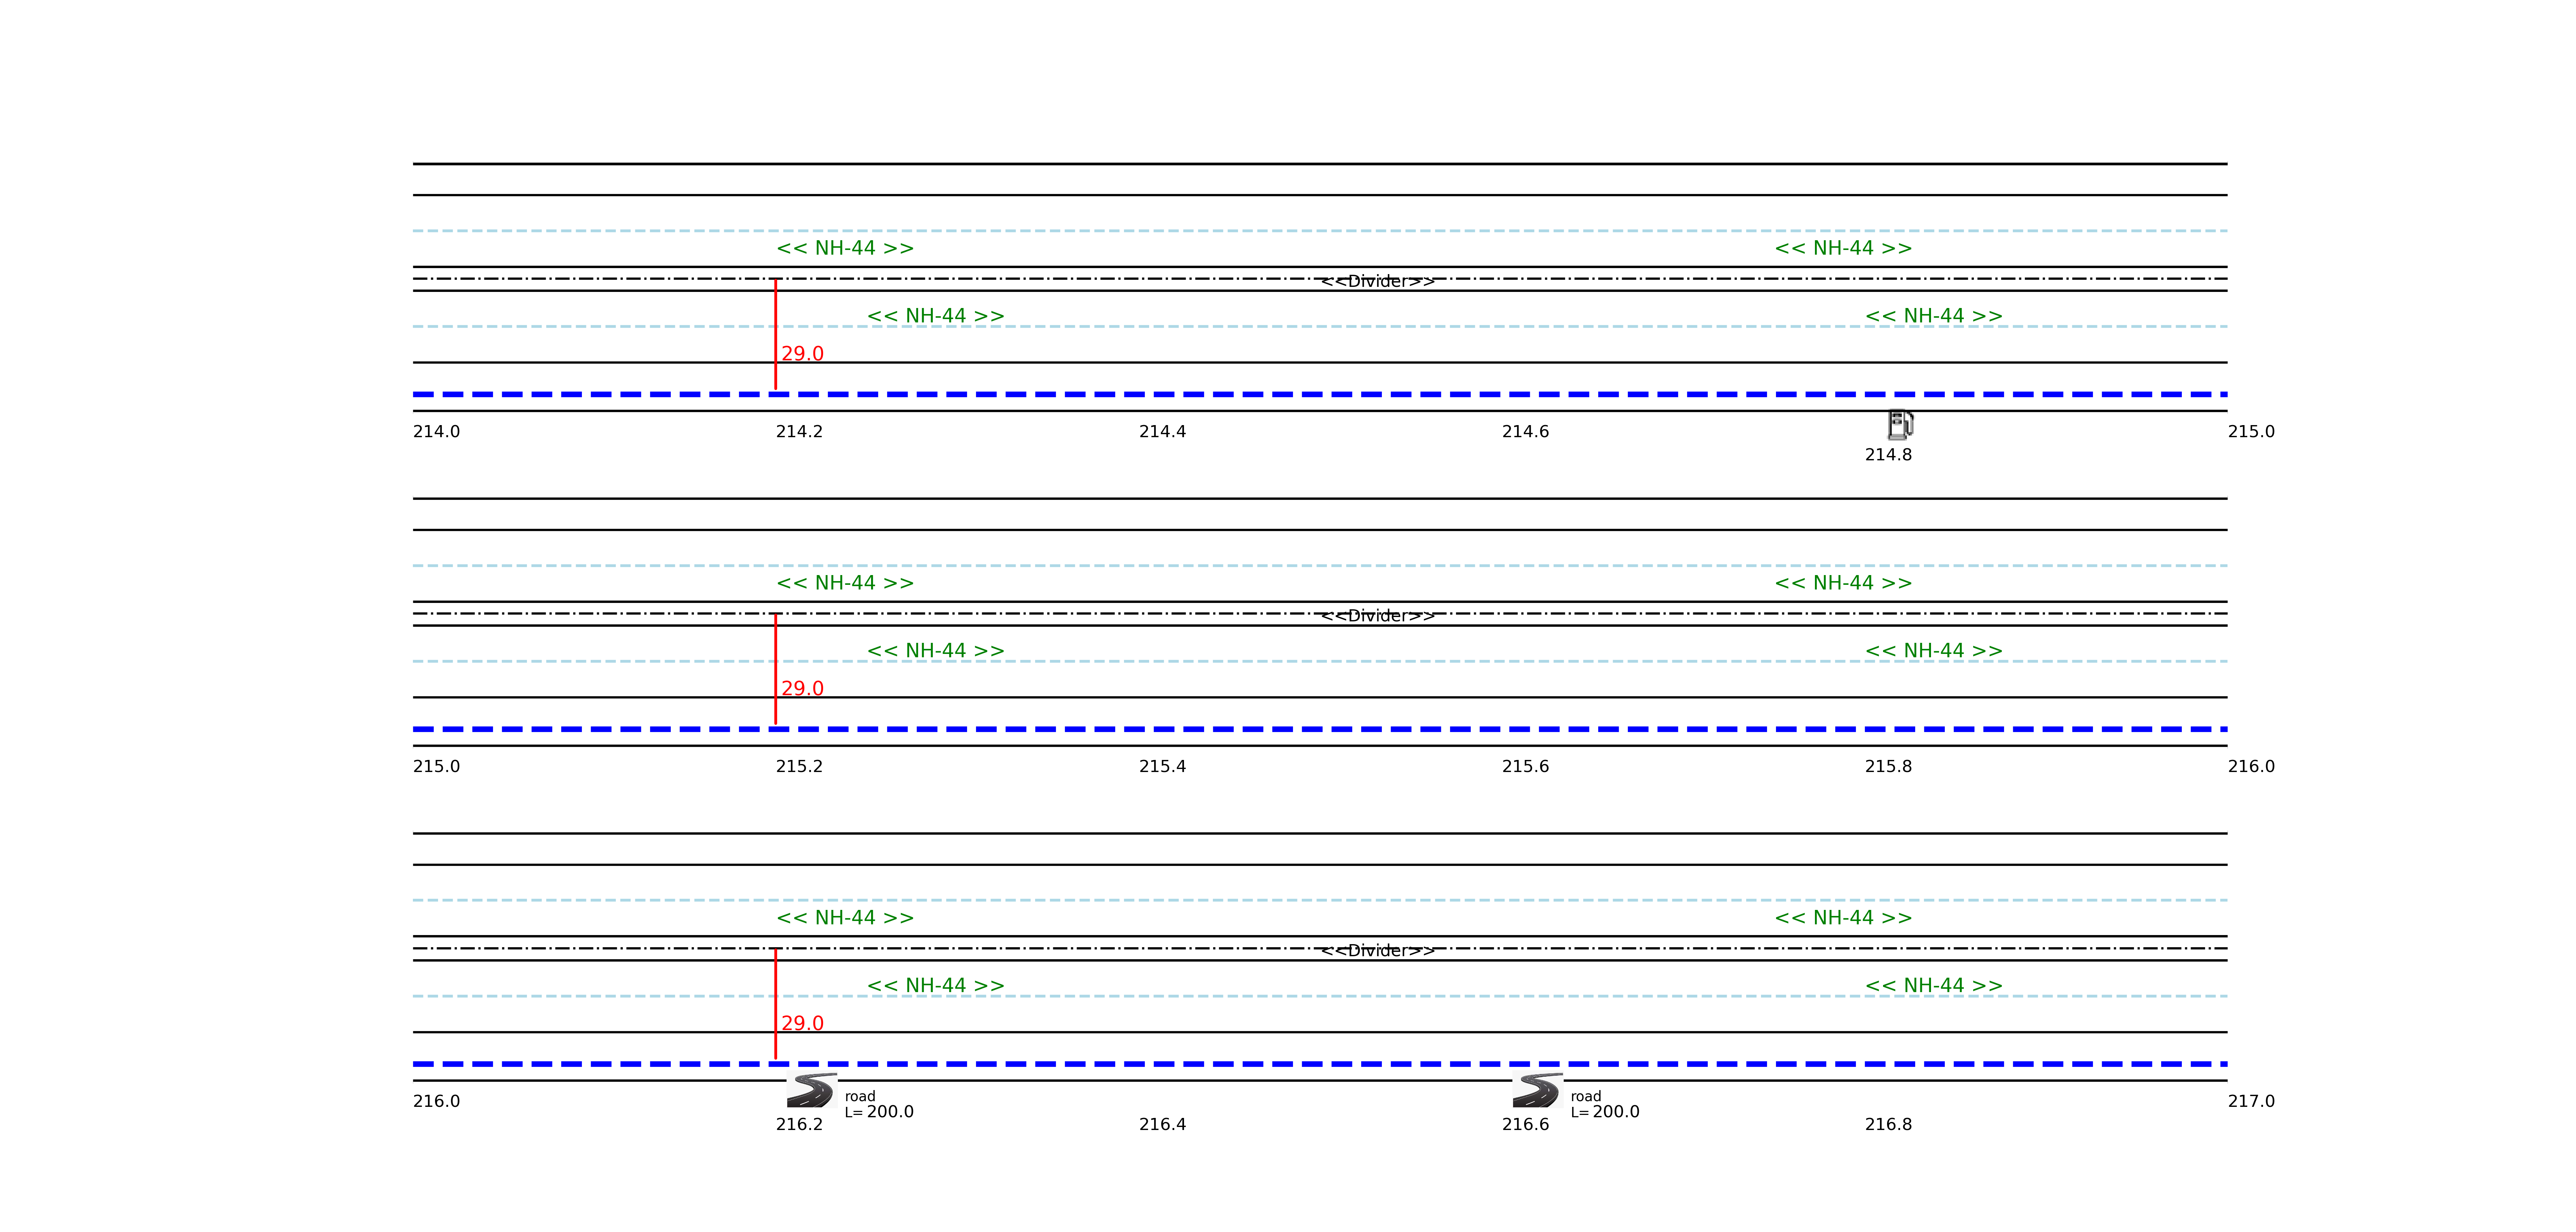 << NH-44 >> << NH-44 >>
<<Divider>>
<< NH-44 >> << NH-44 >>
29.0
214.0 214.2 214.4 214.6 215.0
214.8
<< NH-44 >> << NH-44 >>
<<Divider>>
<< NH-44 >> << NH-44 >>
29.0
215.0 215.2 215.4 215.6 215.8 216.0
<< NH-44 >> << NH-44 >>
<<Divider>>
<< NH-44 >> << NH-44 >>
29.0
road road
216.0 217.0
L= 200.0 L= 200.0
216.2 216.4 216.6 216.8